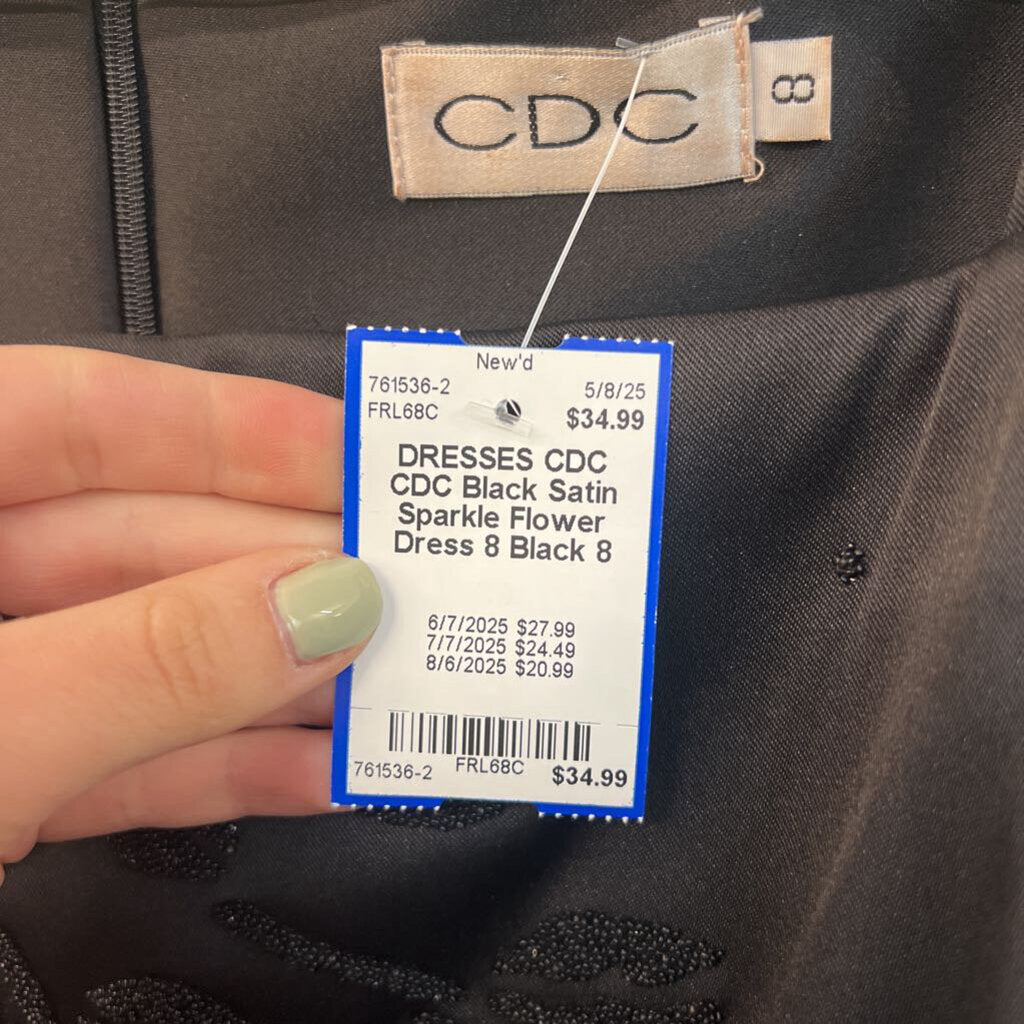 CDC
8
New'd
761536-2 5/8/25
FRL68C $34.99
DRESSES CDC
CDC Black Satin
Sparkle Flower
Dress 8 Black 8
6/7/2025 $27.99
7/7/2025 $24.49
8/6/2025 $20.99
761536-2 FRL68C $34.99